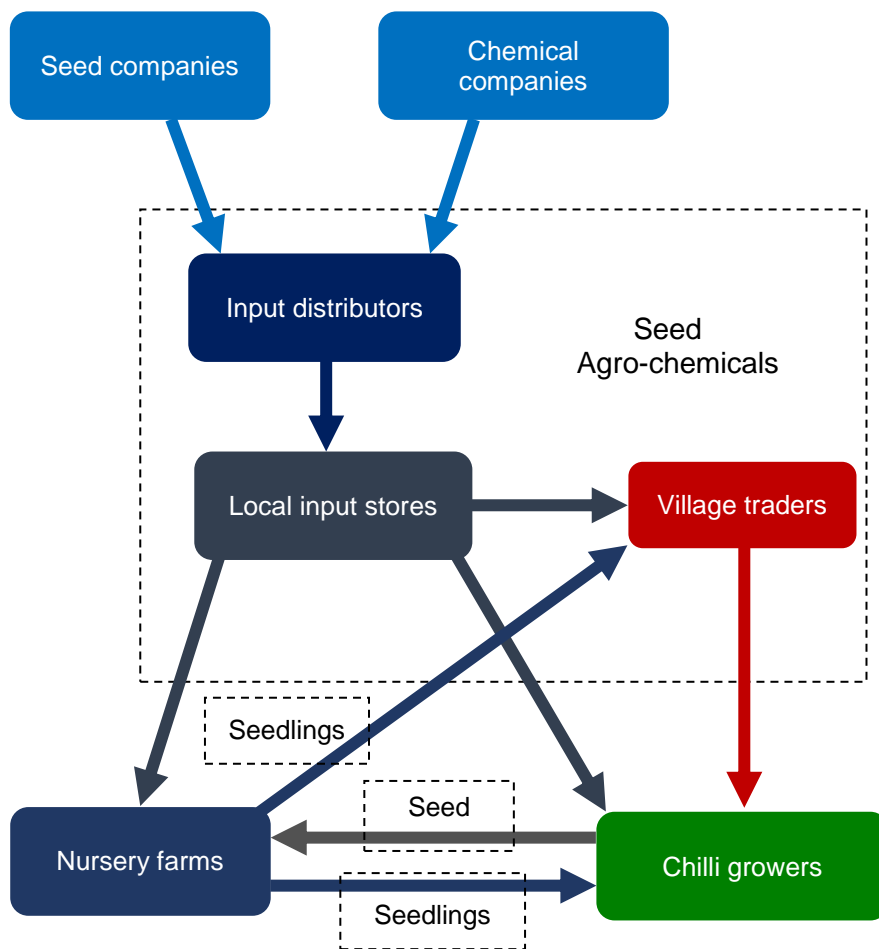 Seed companies
Chemical
companies
Input distributors
Seed
Agro-chemicals
Local input stores
Village traders
Seedlings
Seed
Nursery farms
Chilli growers
Seedlings